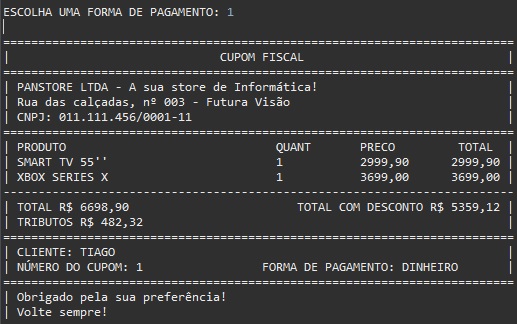 ESCOLHA UMA FORMA DE PAGAMENTO: 1
CUPOM FISCAL
PANSTORE LTDA - A sua store de Informática!
Rua das calçadas, nº 003 - Futura Visão
CNPJ: 011.111.456/0001-11
PRODUTO QUANT PRECO TOTAL
SMART TV 55'' 1 2999,90 2999,90
XBOX SERIES X 1 3699,00 3699,00
TOTAL R$ 6698,90 TOTAL COM DESCONTO R$ 5359,12
TRIBUTOS R$ 482,32
CLIENTE: TIAGO
NÚMERO DO CUPOM: 1 FORMA DE PAGAMENTO: DINHEIRO
Obrigado pela sua preferência!
Volte sempre!